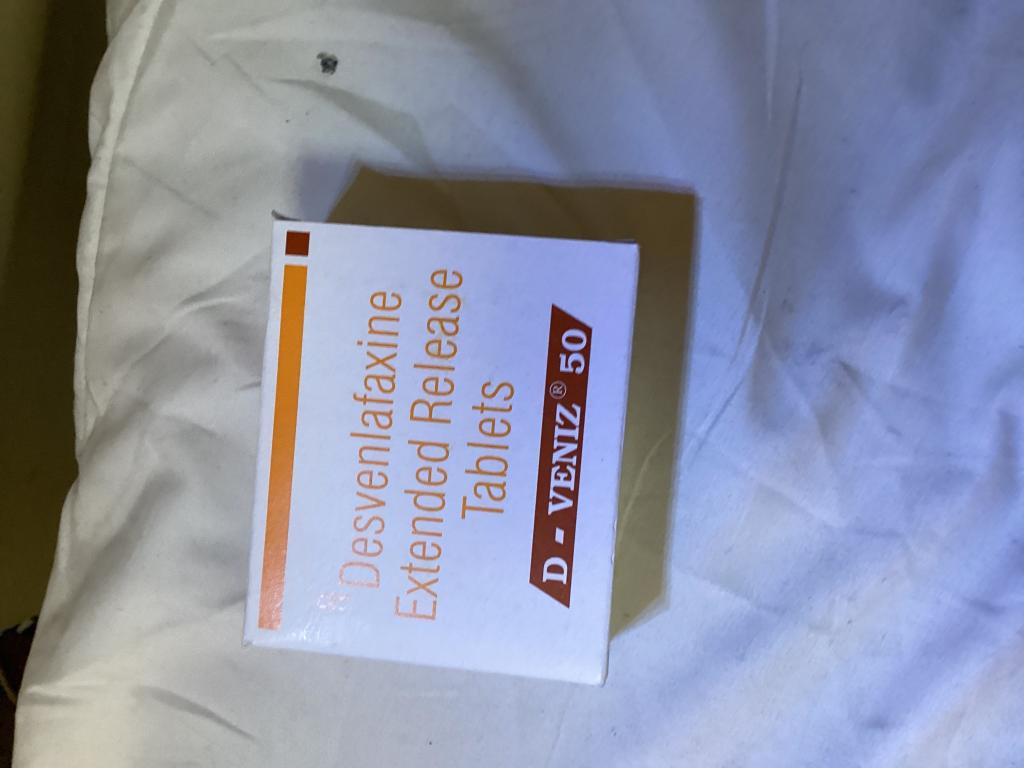 Desvenlafaxine
Extended Release
Tablets
D - VENIZ® 50